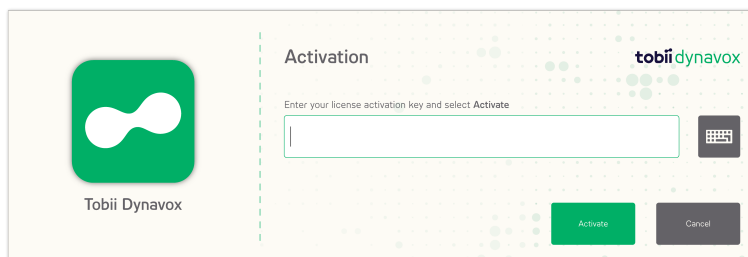 Activation
tobii dynavox
Enter your license activation key and select Activate
Tobii Dynavox
Activate
Cancel